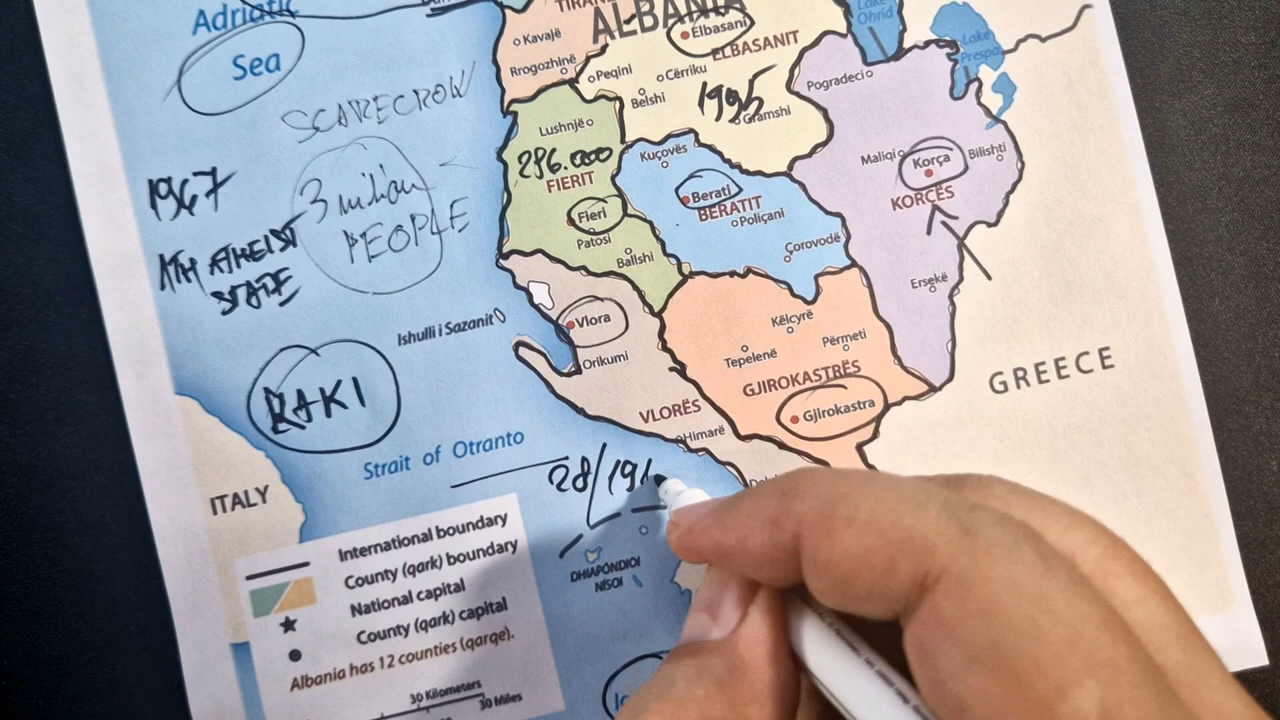 Adriatic
Sea
TIRAN
ALBANIA
Kavajë
Elbasani
ELBASANIT
Lake
Ohrid
Lake
Prespa
Rrogozhinë
Peqini
Cërriku
Pogradeci
Belshi
1995
Gramshi
SCARECROW
Lushnjë
286.000
FIERIT
Kuçovës
Maliqi
Korça
Bilishti
KORCËS
1967
3 milion
PEOPLE
Fieri
Berati
BERATIT
Poliçani
Patosi
Ballshi
Çorovodë
ATHEIST
STATE
Ersekë
Ishulli i Sazanit
Vlora
Këlcyrë
Përmeti
Tepelenë
Orikumi
GJIROKASTRËS
GREECE
RAKI
VLORËS
Gjirokastra
Himarë
Strait of Otranto
28/191
ITALY
International boundary
County (qark) boundary
National capital
County (qark) capital
Albania has 12 counties (qarqe).
30 Kilometers
30 Miles
DHIAPÓNDIOI
NÍSOI